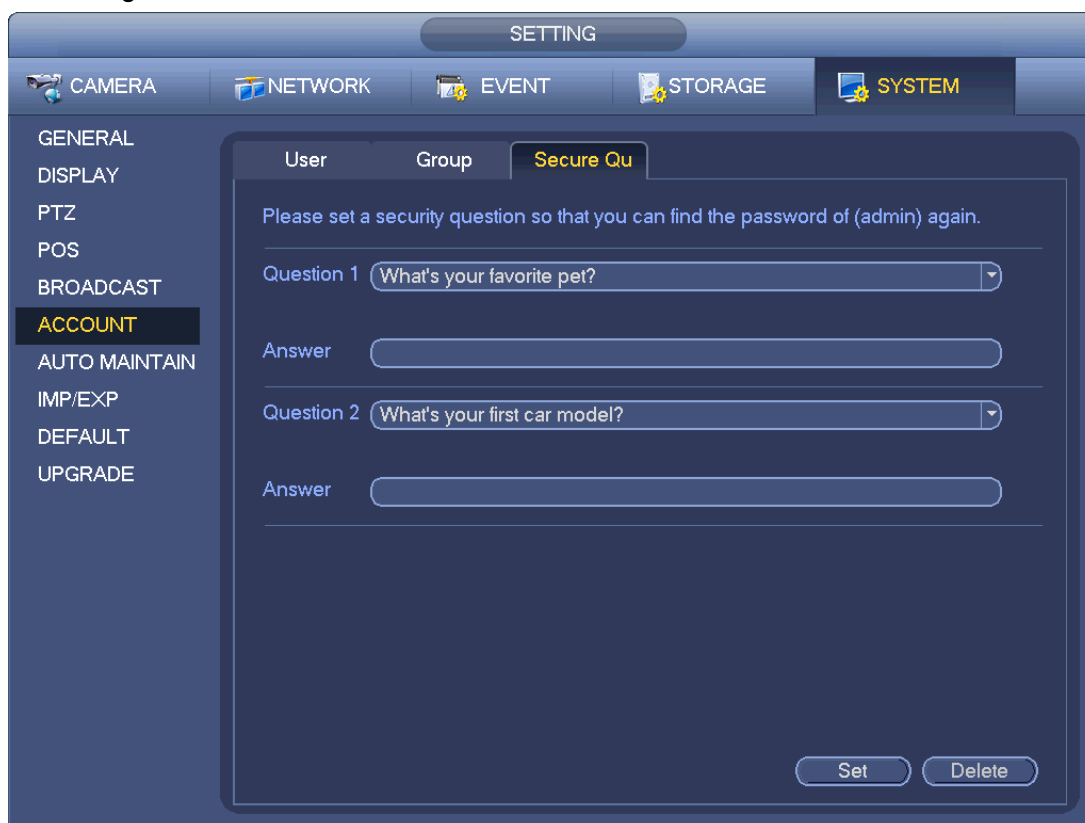 SETTING
CAMERA NETWORK EVENT STORAGE SYSTEM
GENERAL
DISPLAY
PTZ
POS
BROADCAST
ACCOUNT
AUTO MAINTAIN
IMP/EXP
DEFAULT
UPGRADE
User Group Secure Qu
Please set a security question so that you can find the password of (admin) again.
Question 1 What's your favorite pet?
Answer
Question 2 What's your first car model?
Answer
Set Delete